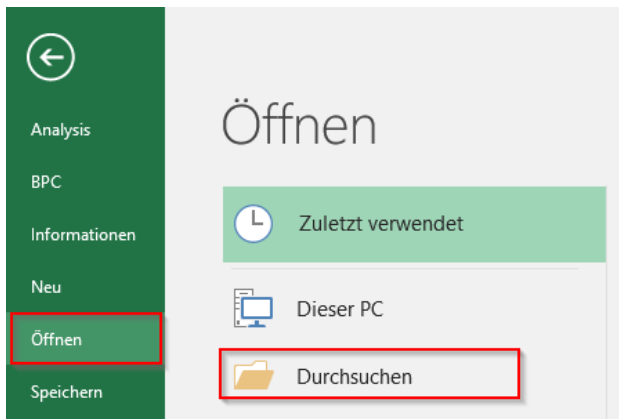 Analysis
BPC
Informationen
Neu
Öffnen
Speichern
Öffnen
Zuletzt verwendet
Dieser PC
Durchsuchen